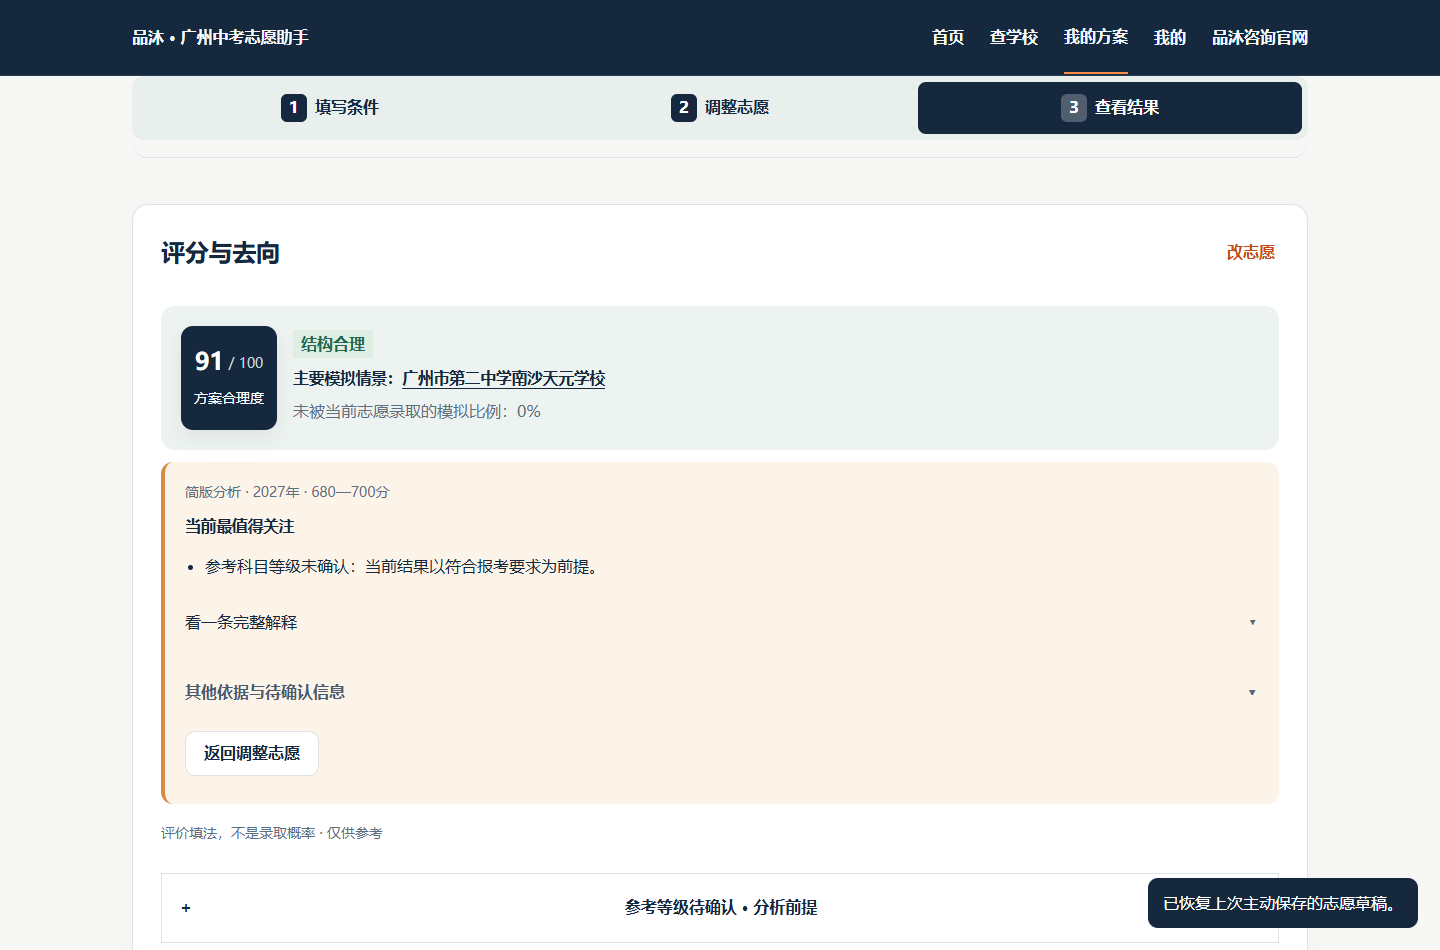 品沐 • 广州中考志愿助手
首页 查学校 我的方案 我的 品沐咨询官网
1 填写条件
2 调整志愿
3 查看结果
评分与去向
改志愿
91 / 100
方案合理度
结构合理
主要模拟情景：广州市第二中学南沙天元学校
未被当前志愿录取的模拟比例：0%
简版分析 · 2027年 · 680—700分
当前最值得关注
• 参考科目等级未确认：当前结果以符合报考要求为前提。
看一条完整解释
其他依据与待确认信息
返回调整志愿
评价填法，不是录取概率 · 仅供参考
+ 参考等级待确认 • 分析前提
已恢复上次主动保存的志愿草稿。